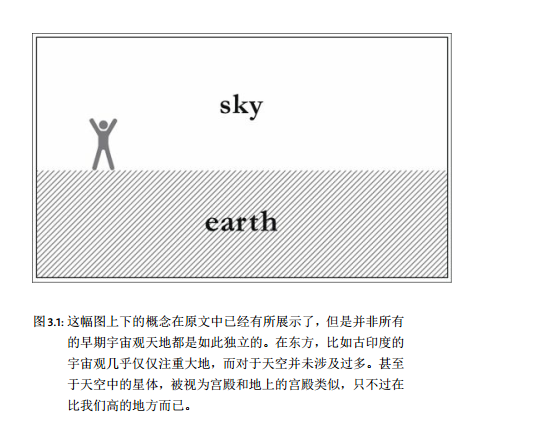 sky
earth
图3.1: 这幅图上下的概念在原文中已经有所展示了，但是并非所有
的早期宇宙观天地都是如此独立的。在东方，比如古印度的
宇宙观几乎仅仅注重大地，而对于天空并未涉及过多。甚至
于天空中的星体，被视为宫殿和地上的宫殿类似，只不过在
比我们高的地方而已。